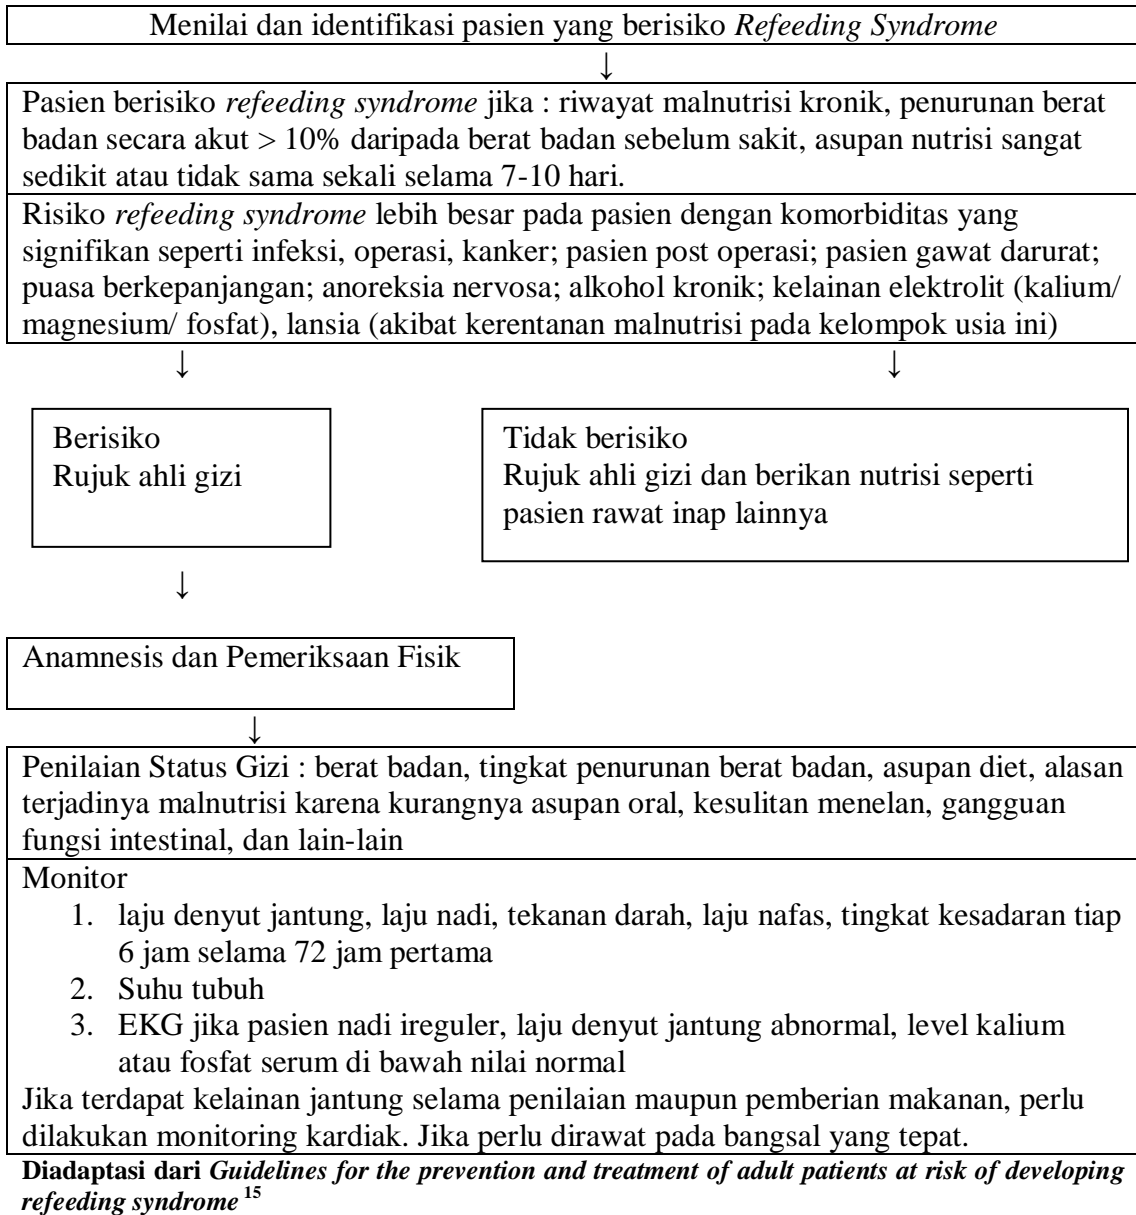 Menilai dan identifikasi pasien yang berisiko Refeeding Syndrome
↓
Pasien berisiko refeeding syndrome jika : riwayat malnutrisi kronik, penurunan berat
badan secara akut > 10% daripada berat badan sebelum sakit, asupan nutrisi sangat
sedikit atau tidak sama sekali selama 7-10 hari.
Risiko refeeding syndrome lebih besar pada pasien dengan komorbiditas yang
signifikan seperti infeksi, operasi, kanker; pasien post operasi; pasien gawat darurat;
puasa berkepanjangan; anoreksia nervosa; alkohol kronik; kelainan elektrolit (kalium/
magnesium/ fosfat), lansia (akibat kerentanan malnutrisi pada kelompok usia ini)
↓ ↓
Berisiko
Rujuk ahli gizi
Tidak berisiko
Rujuk ahli gizi dan berikan nutrisi seperti
pasien rawat inap lainnya
↓
Anamnesis dan Pemeriksaan Fisik
↓
Penilaian Status Gizi : berat badan, tingkat penurunan berat badan, asupan diet, alasan
terjadinya malnutrisi karena kurangnya asupan oral, kesulitan menelan, gangguan
fungsi intestinal, dan lain-lain
Monitor
1. laju denyut jantung, laju nadi, tekanan darah, laju nafas, tingkat kesadaran tiap
6 jam selama 72 jam pertama
2. Suhu tubuh
3. EKG jika pasien nadi ireguler, laju denyut jantung abnormal, level kalium
atau fosfat serum di bawah nilai normal
Jika terdapat kelainan jantung selama penilaian maupun pemberian makanan, perlu
dilakukan monitoring kardiak. Jika perlu dirawat pada bangsal yang tepat.
Diadaptasi dari Guidelines for the prevention and treatment of adult patients at risk of developing
refeeding syndrome 15